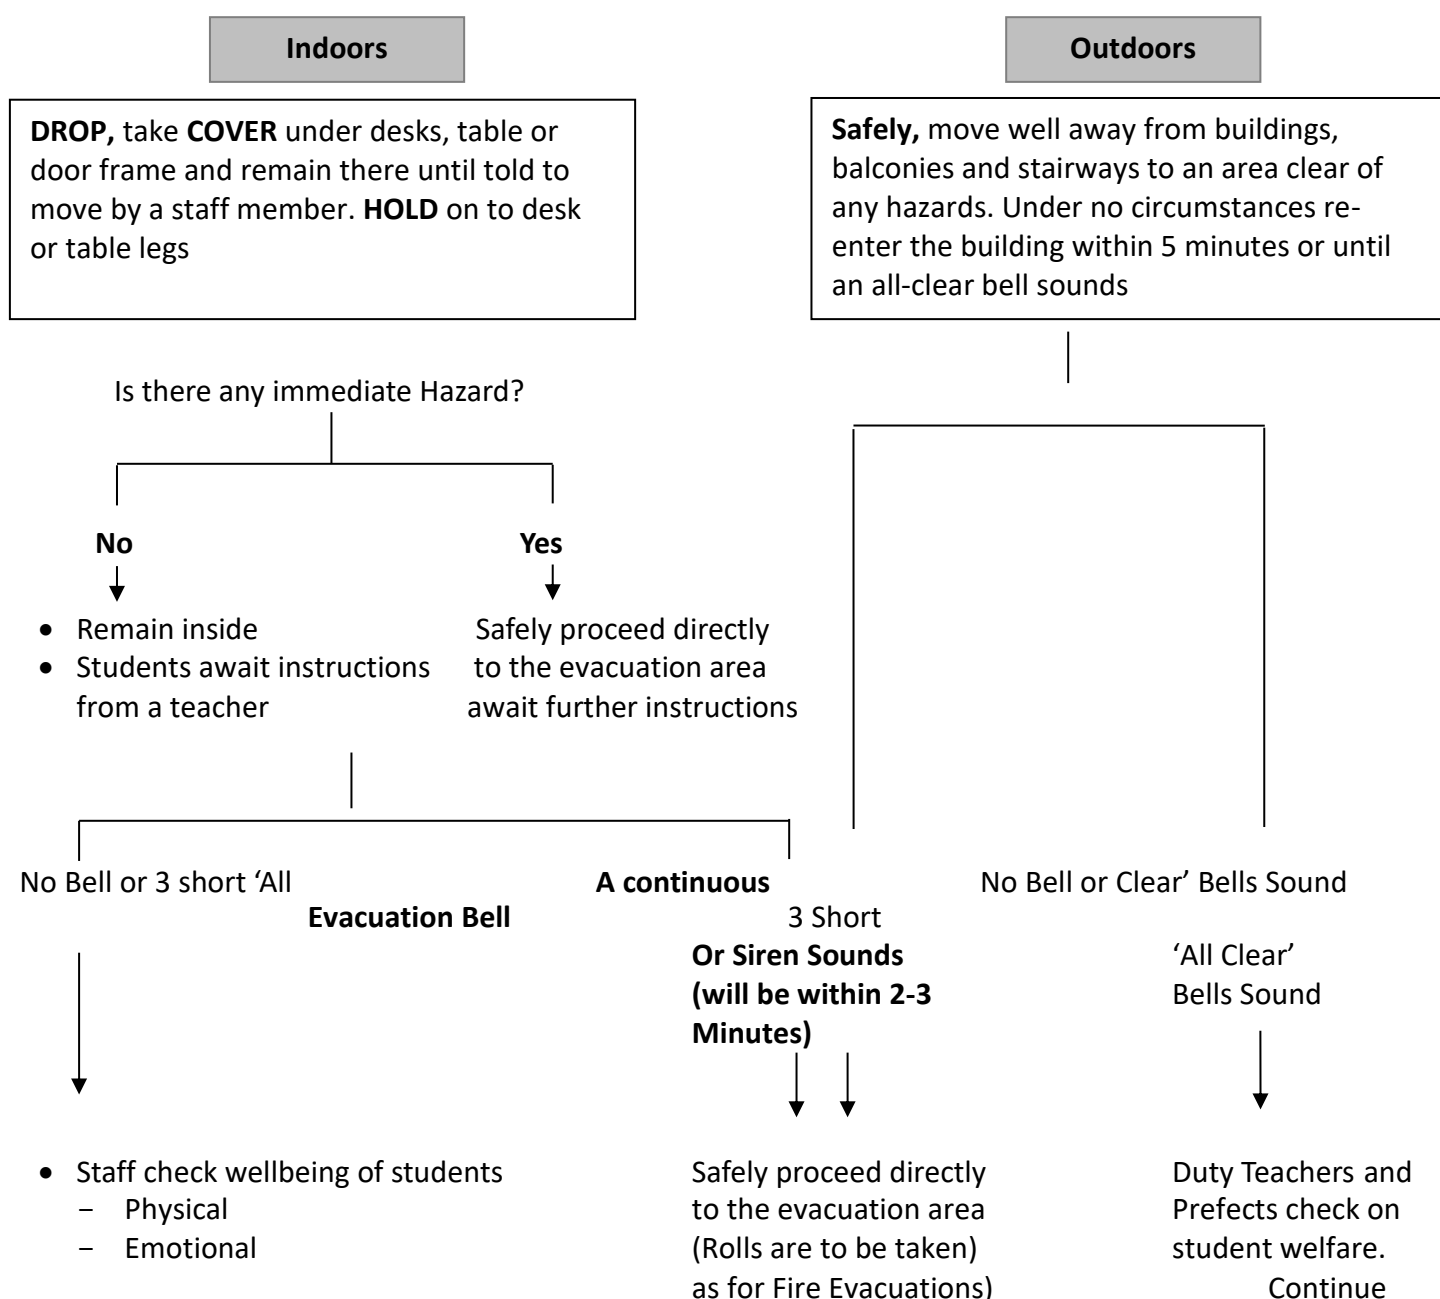 Indoors
Outdoors
DROP, take COVER under desks, table or
door frame and remain there until told to
move by a staff member. HOLD on to desk
or table legs
Safely, move well away from buildings,
balconies and stairways to an area clear of
any hazards. Under no circumstances re-
enter the building within 5 minutes or until
an all-clear bell sounds
Is there any immediate Hazard?
No
Yes
• Remain inside
• Students await instructions
from a teacher
Safely proceed directly
to the evacuation area
await further instructions
No Bell or 3 short ‘All
A continuous
No Bell or Clear’ Bells Sound
Evacuation Bell
3 Short
Or Siren Sounds
(will be within 2-3
Minutes)
‘All Clear’
Bells Sound
• Staff check wellbeing of students
− Physical
− Emotional
Safely proceed directly
to the evacuation area
(Rolls are to be taken)
as for Fire Evacuations)
Duty Teachers and
Prefects check on
student welfare.
Continue